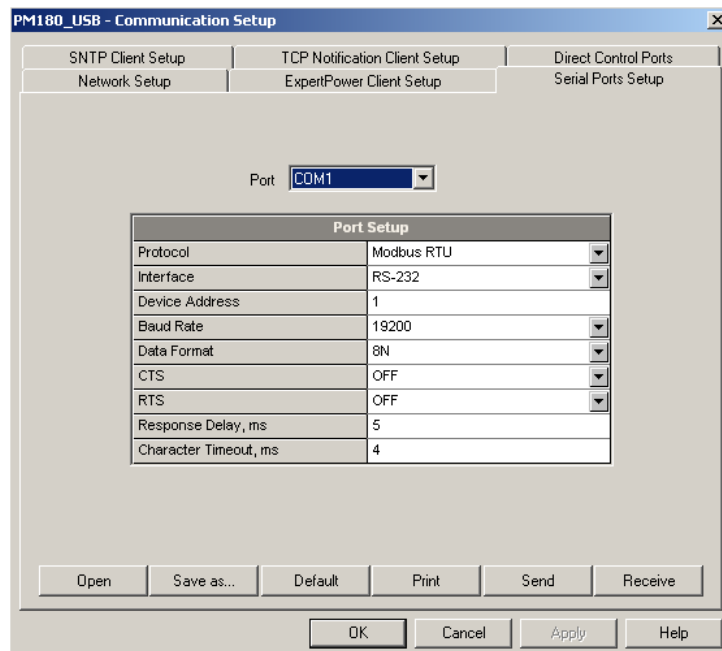 PM180_USB - Communication Setup
SNTP Client Setup TCP Notification Client Setup Direct Control Ports
Network Setup ExpertPower Client Setup Serial Ports Setup
Port COM1
Port Setup
Protocol Modbus RTU
Interface RS-232
Device Address 1
Baud Rate 19200
Data Format 8N
CTS OFF
RTS OFF
Response Delay, ms 5
Character Timeout, ms 4
Open Save as... Default Print Send Receive
OK Cancel Apply Help